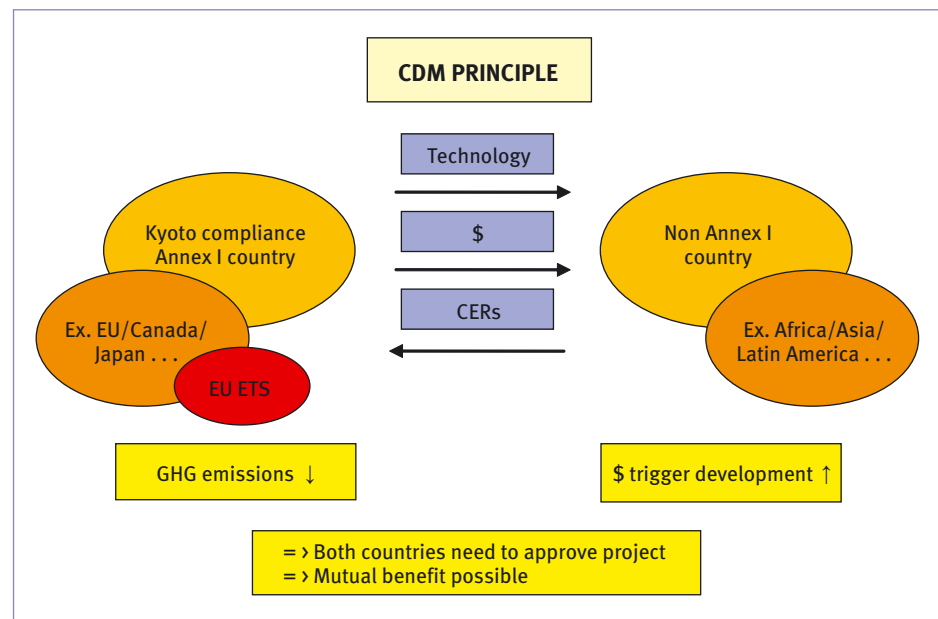 CDM PRINCIPLE
Technology
$
CERs
Kyoto compliance
Annex I country
Ex. EU/Canada/
Japan . . .
EU ETS
Non Annex I
country
Ex. Africa/Asia/
Latin America . . .
GHG emissions ↓
$ trigger development ↑
= > Both countries need to approve project
= > Mutual benefit possible